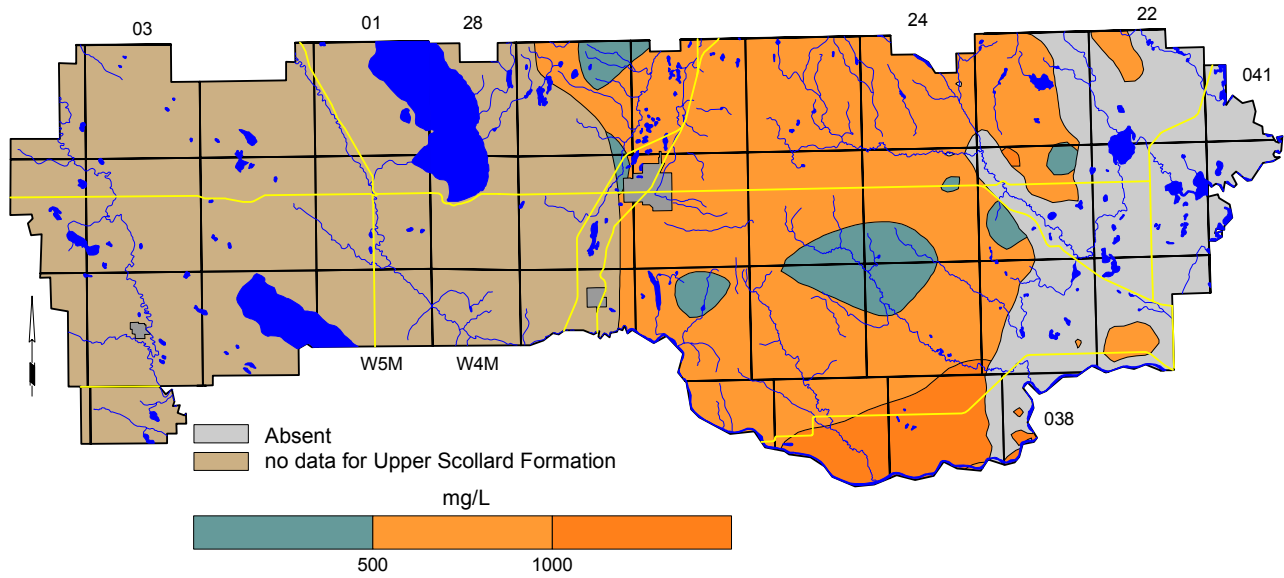 03 01 28 24 22
041
W5M W4M
038
Absent
no data for Upper Scollard Formation
mg/L
500 1000